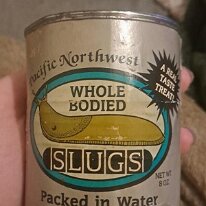 Pacific Northwest
A REAL
TASTE
TREAT!
WHOLE
BODIED
SLUGS
NET WT
8 OZ.
Packed in Water